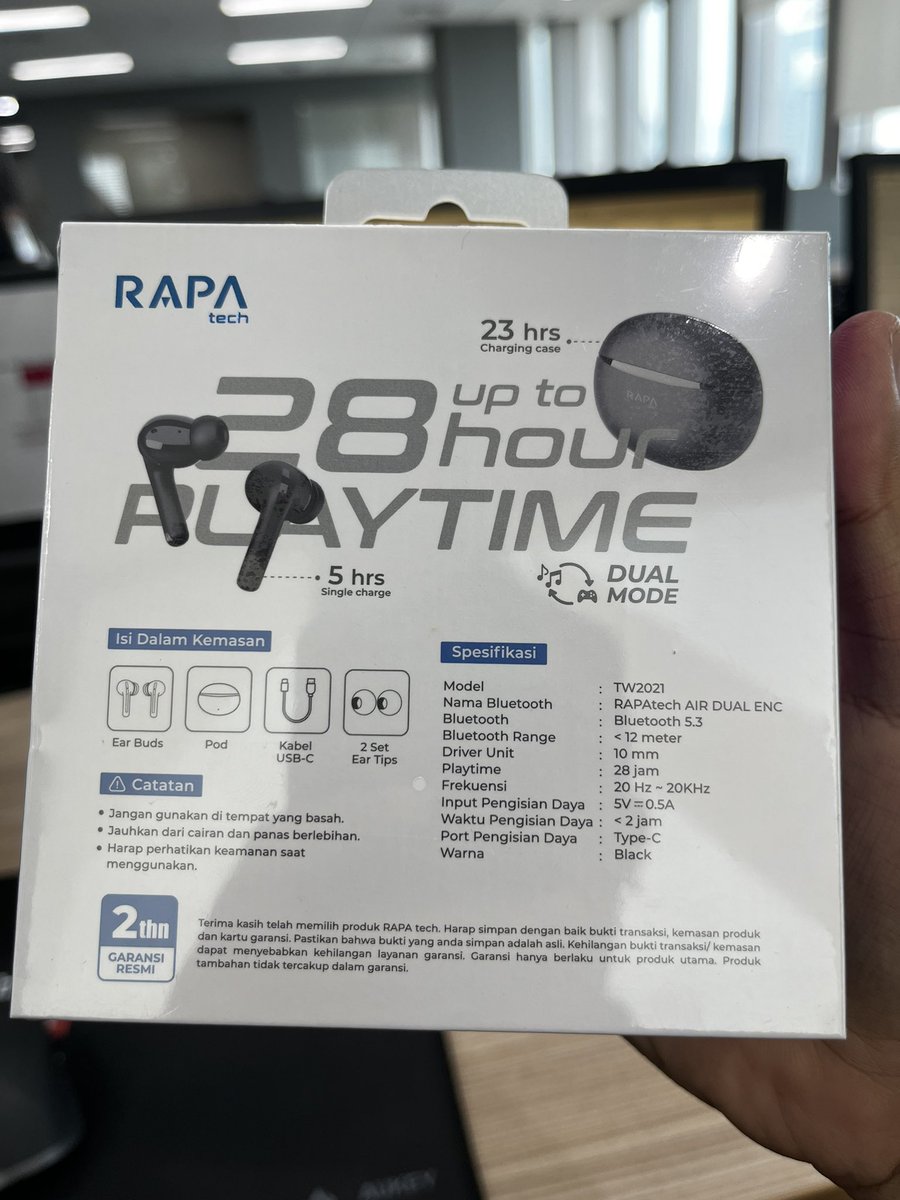 RAPA
tech
23 hrs
Charging case
RAPA
28 up to
hour
PLAYTIME
5 hrs
Single charge
DUAL
MODE
Isi Dalam Kemasan
Ear Buds
Pod
Kabel
USB-C
2 Set
Ear Tips
Catatan
• Jangan gunakan di tempat yang basah.
• Jauhkan dari cairan dan panas berlebihan.
• Harap perhatikan keamanan saat
menggunakan.
Spesifikasi
Model : TW2021
Nama Bluetooth : RAPAtech AIR DUAL ENC
Bluetooth : Bluetooth 5.3
Bluetooth Range : < 12 meter
Driver Unit : 10 mm
Playtime : 28 jam
Frekuensi : 20 Hz ~ 20KHz
Input Pengisian Daya : 5V⎓0.5A
Waktu Pengisian Daya : < 2 jam
Port Pengisian Daya : Type-C
Warna : Black
2thn
GARANSI
RESMI
Terima kasih telah memilih produk RAPA tech. Harap simpan dengan baik bukti transaksi, kemasan produk
dan kartu garansi. Pastikan bahwa bukti yang anda simpan adalah asli. Kehilangan bukti transaksi/ kemasan
dapat menyebabkan kehilangan layanan garansi. Garansi hanya berlaku untuk produk utama. Produk
tambahan tidak tercakup dalam garansi.
AUKEY